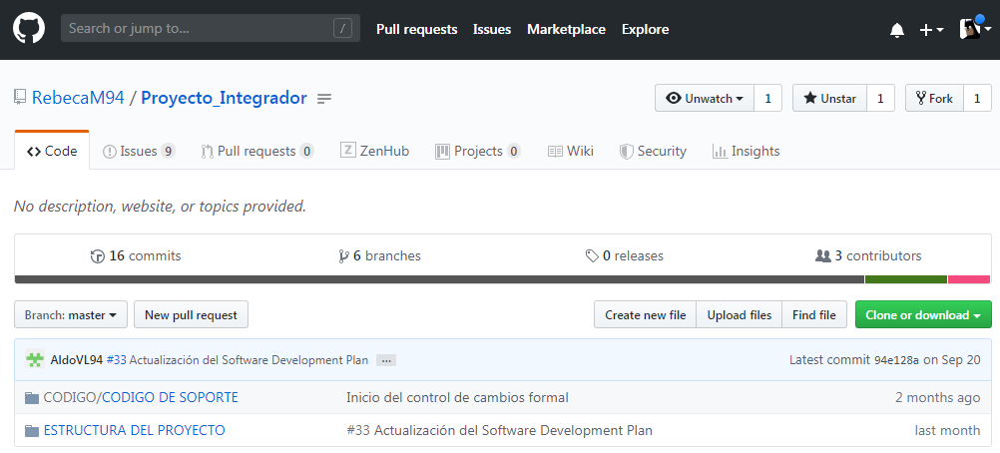 Search or jump to... / Pull requests Issues Marketplace Explore
RebecaM94 / Proyecto_Integrador Unwatch 1 Unstar 1 Fork 1
Code Issues 9 Pull requests 0 ZenHub Projects 0 Wiki Security Insights
No description, website, or topics provided.
16 commits 6 branches 0 releases 3 contributors
Branch: master New pull request Create new file Upload files Find file Clone or download
AldoVL94 #33 Actualización del Software Development Plan ... Latest commit 94e128a on Sep 20
CODIGO/CODIGO DE SOPORTE Inicio del control de cambios formal 2 months ago
ESTRUCTURA DEL PROYECTO #33 Actualización del Software Development Plan last month